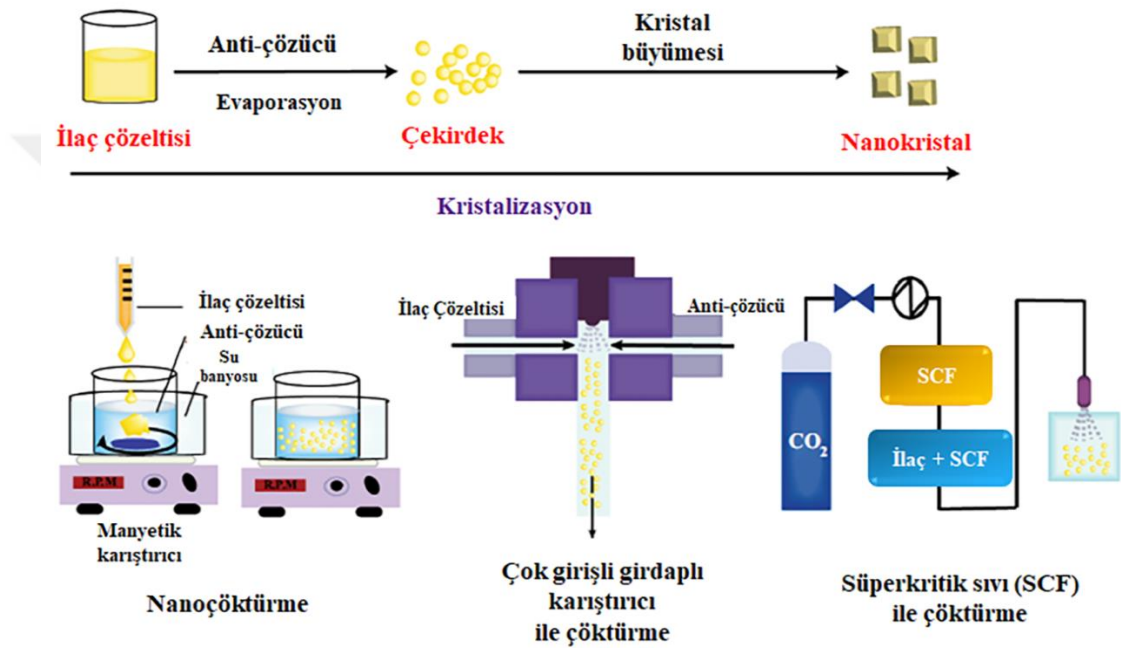 Anti-çözücü
Evaporasyon
Kristal
büyümesi
İlaç çözeltisi
Çekirdek
Nanokristal
Kristalizasyon
İlaç çözeltisi
Anti-çözücü
Su
banyosu
R.P.M
R.P.M
Manyetik
karıştırıcı
Nanoçöktürme
İlaç Çözeltisi
Anti-çözücü
Çok girişli girdaplı
karıştırıcı
ile çöktürme
CO2
SCF
İlaç + SCF
Süperkritik sıvı (SCF)
ile çöktürme